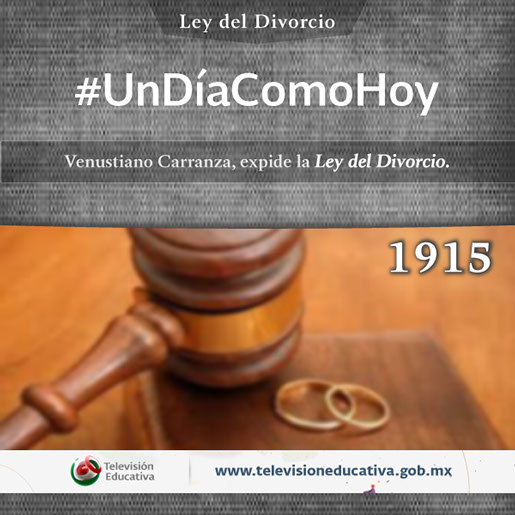 Ley del Divorcio
#UnDíaComoHoy
Venustiano Carranza, expide la Ley del Divorcio.
1915
Televisión
Educativa
www.televisioneducativa.gob.mx